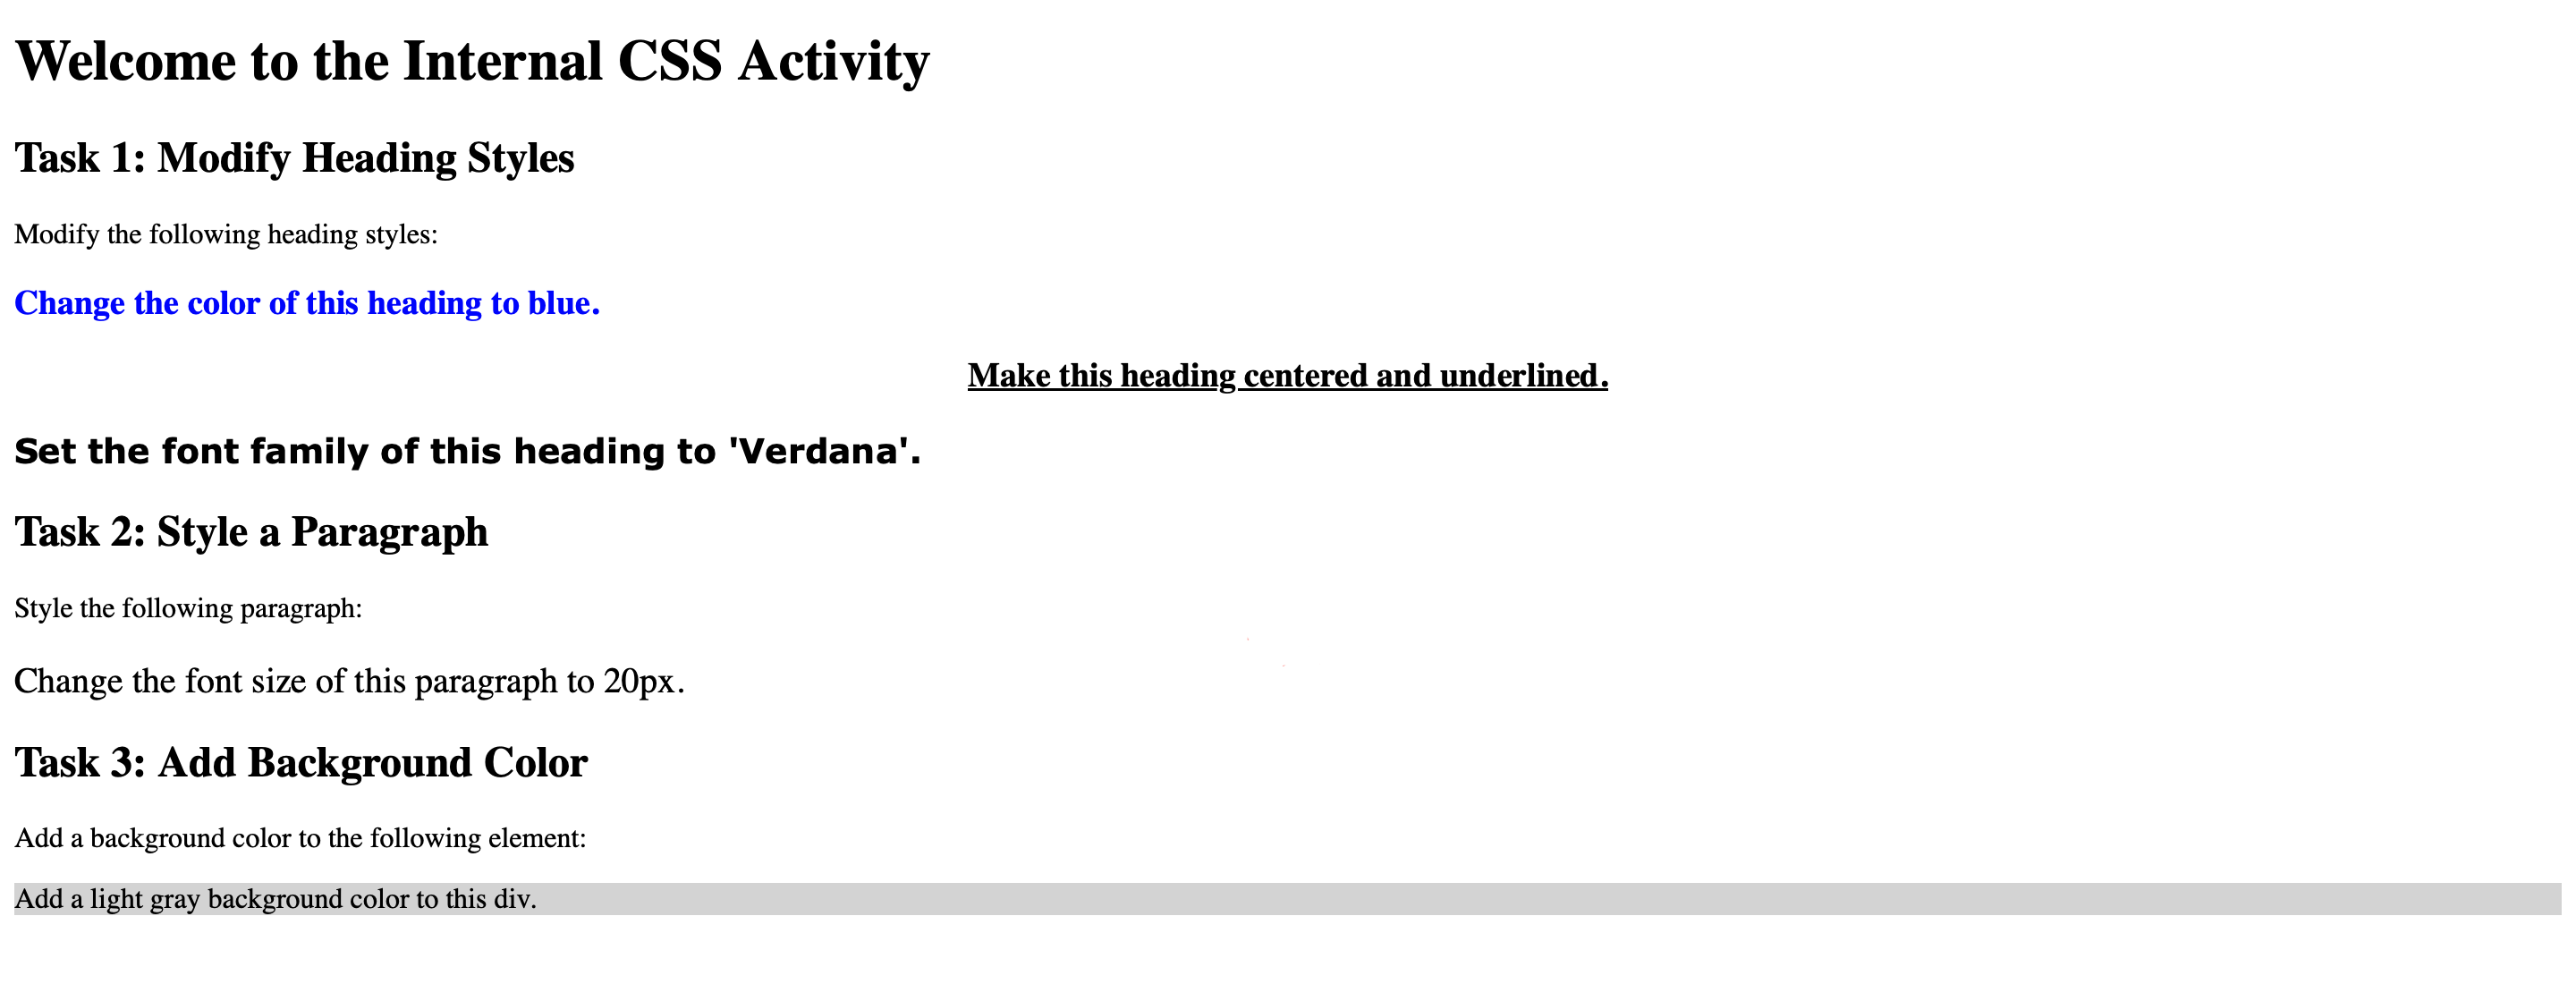 Welcome to the Internal CSS Activity
Task 1: Modify Heading Styles
Modify the following heading styles:
Change the color of this heading to blue.
Make this heading centered and underlined.
Set the font family of this heading to 'Verdana'.
Task 2: Style a Paragraph
Style the following paragraph:
Change the font size of this paragraph to 20px.
Task 3: Add Background Color
Add a background color to the following element:
Add a light gray background color to this div.